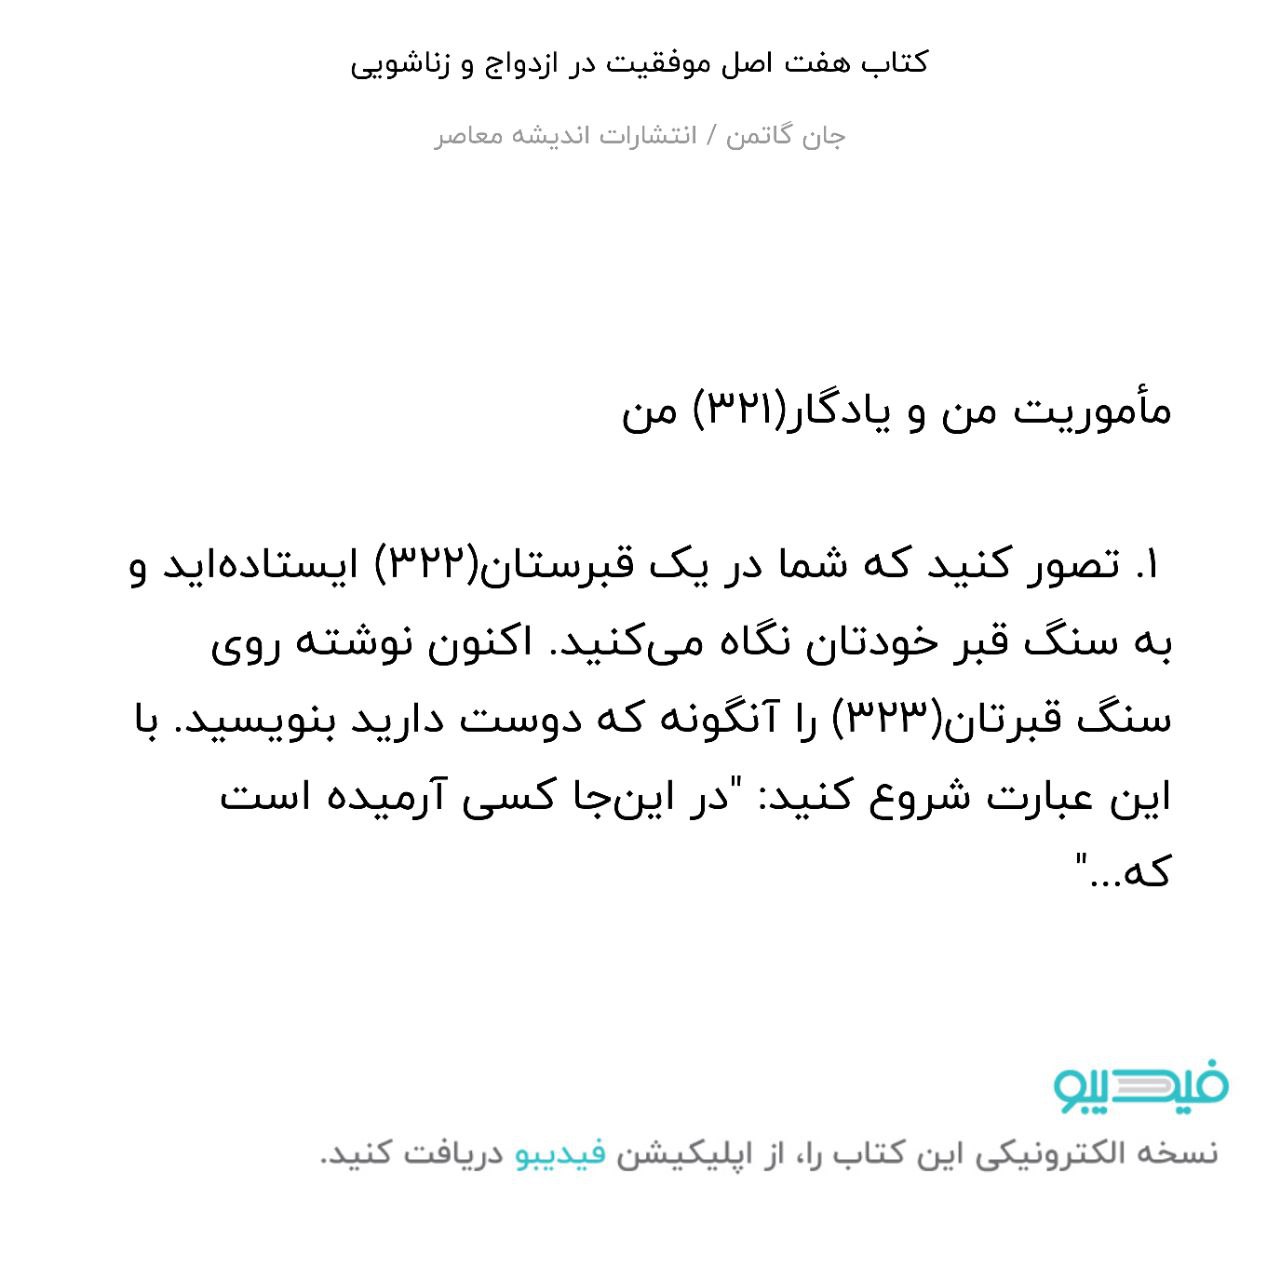 کتاب هفت اصل موفقیت در ازدواج و زناشویی
جان گاتمن / انتشارات اندیشه معاصر
مأموریت من و یادگار(۳۲۱) من
۱. تصور کنید که شما در یک قبرستان(۳۲۲) ایستاده‌اید و
به سنگ قبر خودتان نگاه می‌کنید. اکنون نوشته روی
سنگ قبرتان(۳۲۳) را آنگونه که دوست دارید بنویسید. با
این عبارت شروع کنید: "در این‌جا کسی آرمیده است
که..."
فیدیبو
نسخه الکترونیکی این کتاب را، از اپلیکیشن فیدیبو دریافت کنید.